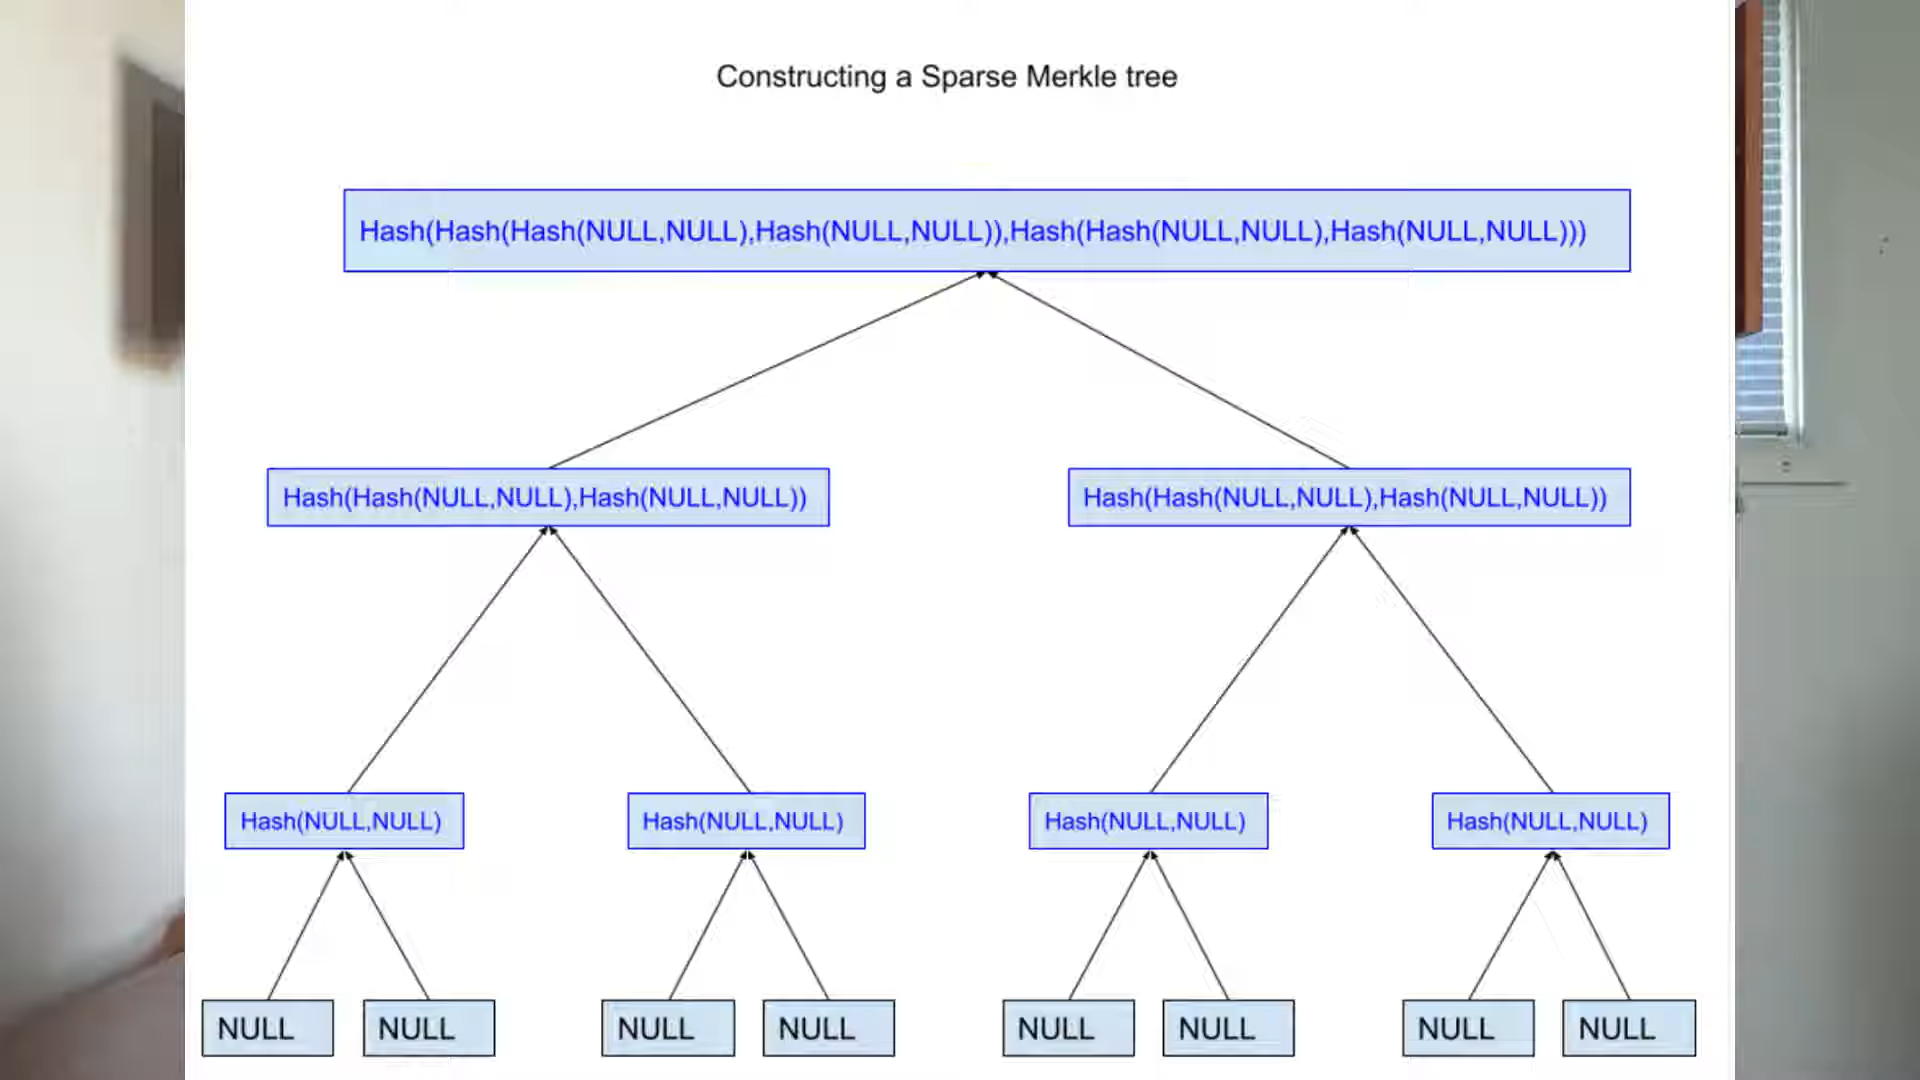 Constructing a Sparse Merkle tree
Hash(Hash(Hash(NULL,NULL),Hash(NULL,NULL)),Hash(Hash(NULL,NULL),Hash(NULL,NULL)))
Hash(Hash(NULL,NULL),Hash(NULL,NULL))
Hash(Hash(NULL,NULL),Hash(NULL,NULL))
Hash(NULL,NULL)
Hash(NULL,NULL)
Hash(NULL,NULL)
Hash(NULL,NULL)
NULL
NULL
NULL
NULL
NULL
NULL
NULL
NULL